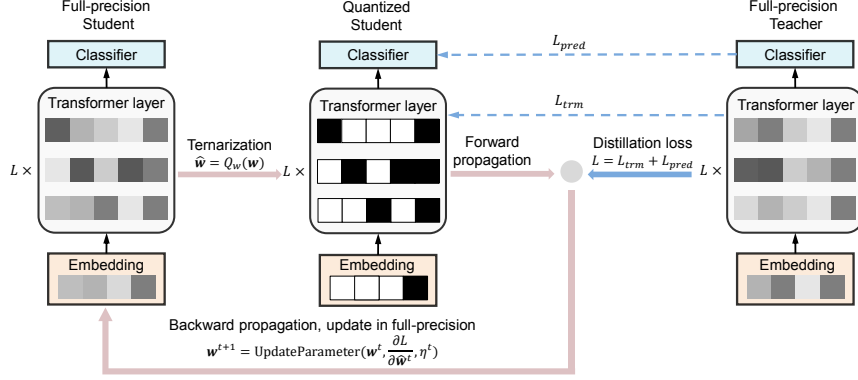 Full-precision
Student
Classifier
Transformer layer
L ×
Embedding
Ternarization
ŵ = Q_w(w)
Quantized
Student
Classifier
Transformer layer
L ×
Embedding
L_pred
L_trm
Forward
propagation
Distillation loss
L = L_trm + L_pred
Full-precision
Teacher
Classifier
Transformer layer
L ×
Embedding
Backward propagation, update in full-precision
w^{t+1} = UpdateParameter(w^t, ∂L/∂ŵ^t, η^t)